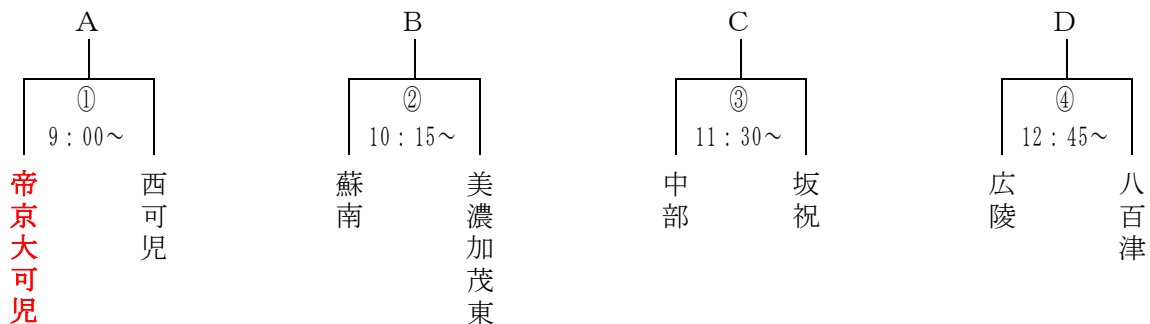 A
B
C
D
①
②
③
④
9：00～
10：15～
11：30～
12：45～
帝京大可児
西可児
蘇南
美濃加茂東
中部
坂祝
広陵
八百津